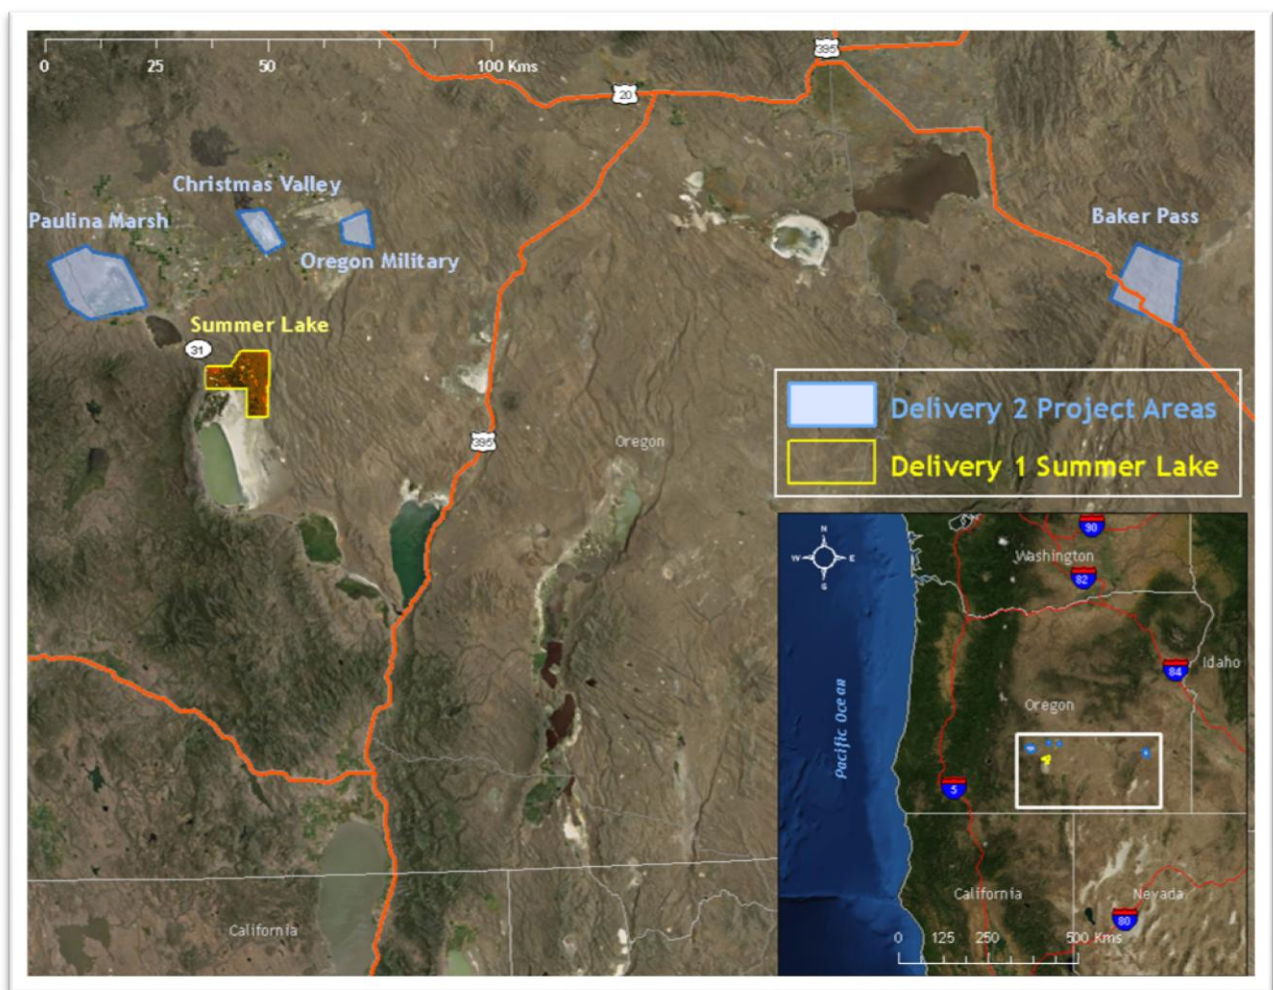 395
0 25 50 100 Kms
20
Christmas Valley
Paulina Marsh
Baker Pass
Oregon Military
Summer Lake
31
Delivery 2 Project Areas
395
Oregon
Delivery 1 Summer Lake
N
W E
S
90
Washington
82
Idaho
84
Oregon
Pacific Ocean
5
California
Nevada
80
California
0 125 250 500 Kms